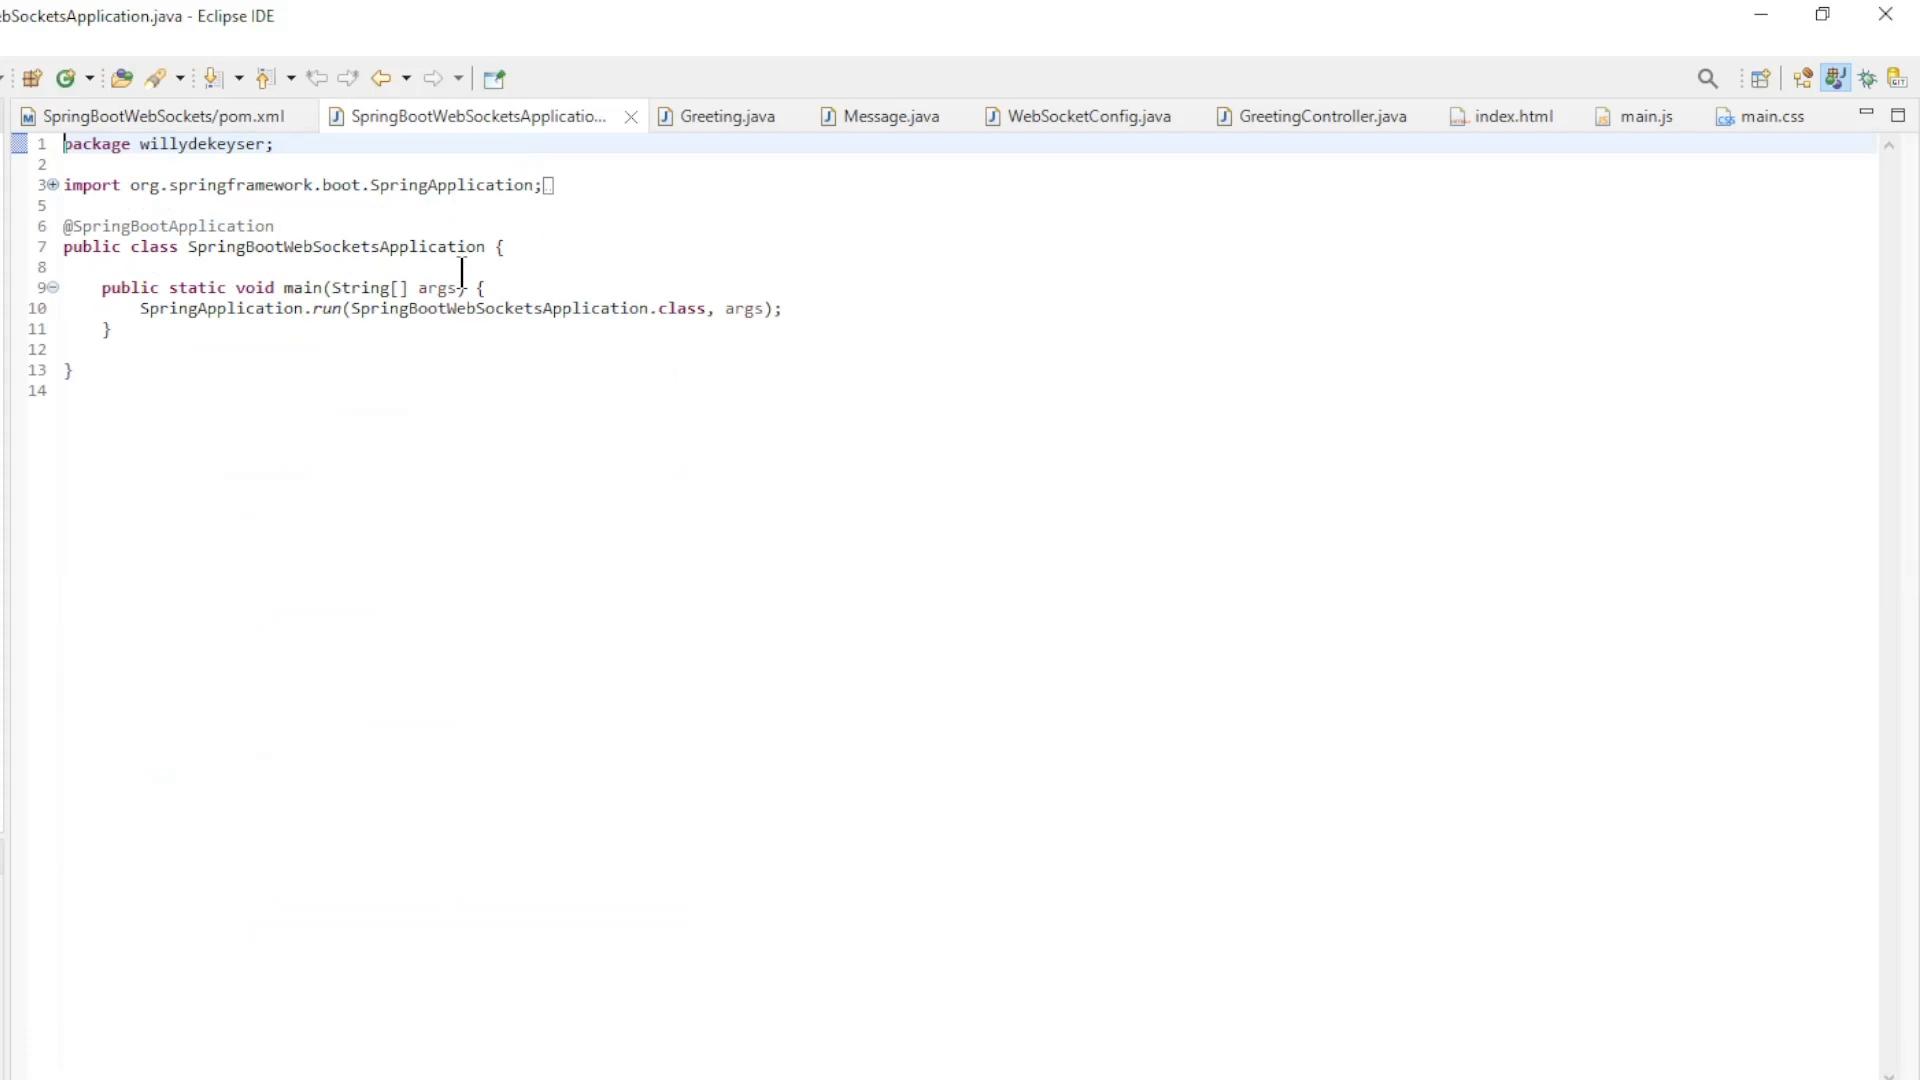 bSocketsApplication.java - Eclipse IDE
SpringBootWebSockets/pom.xml SpringBootWebSocketsApplicatio... Greeting.java Message.java WebSocketConfig.java GreetingController.java index.html main.js main.css
1 package willydekeyser;
2
3 import org.springframework.boot.SpringApplication;
5
6 @SpringBootApplication
7 public class SpringBootWebSocketsApplication {
8
9 public static void main(String[] args) {
10 SpringApplication.run(SpringBootWebSocketsApplication.class, args);
11 }
12
13 }
14